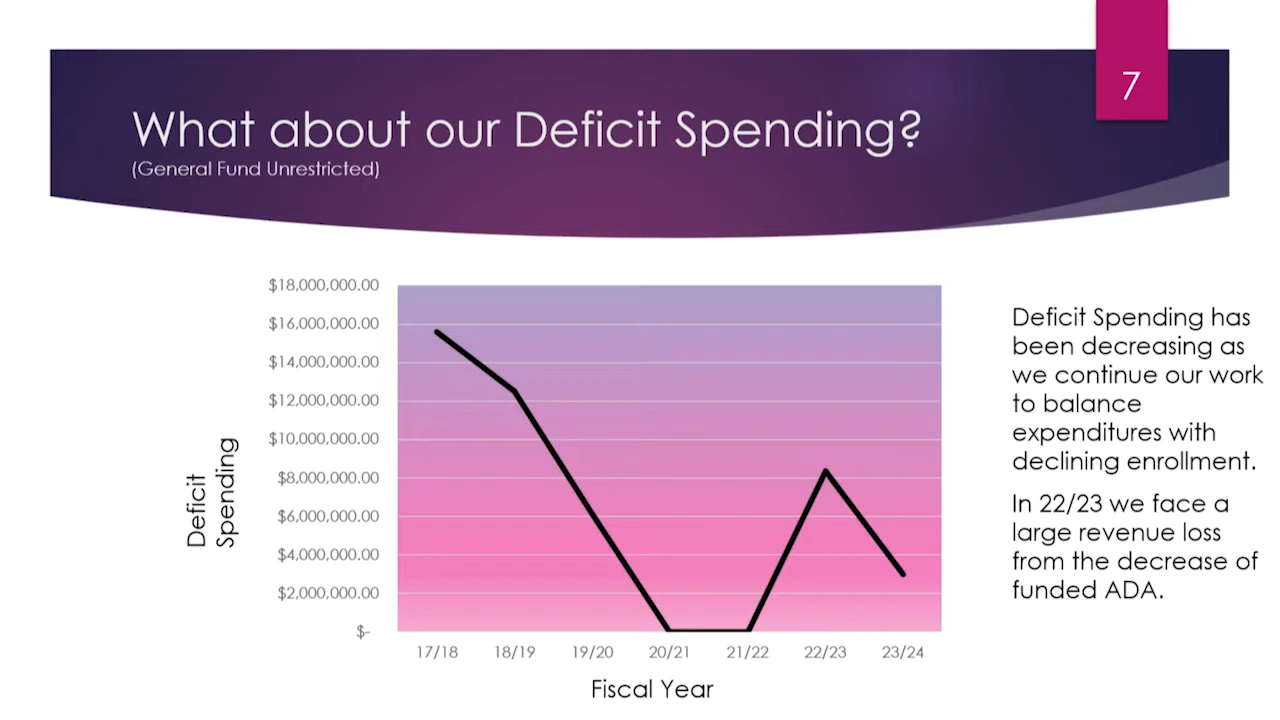 7
What about our Deficit Spending?
(General Fund Unrestricted)
$18,000,000.00
$16,000,000.00
$14,000,000.00
$12,000,000.00
$10,000,000.00
$8,000,000.00
$6,000,000.00
$4,000,000.00
$2,000,000.00
$-
Deficit
Spending
17/18 18/19 19/20 20/21 21/22 22/23 23/24
Fiscal Year
Deficit Spending has
been decreasing as
we continue our work
to balance
expenditures with
declining enrollment.
In 22/23 we face a
large revenue loss
from the decrease of
funded ADA.